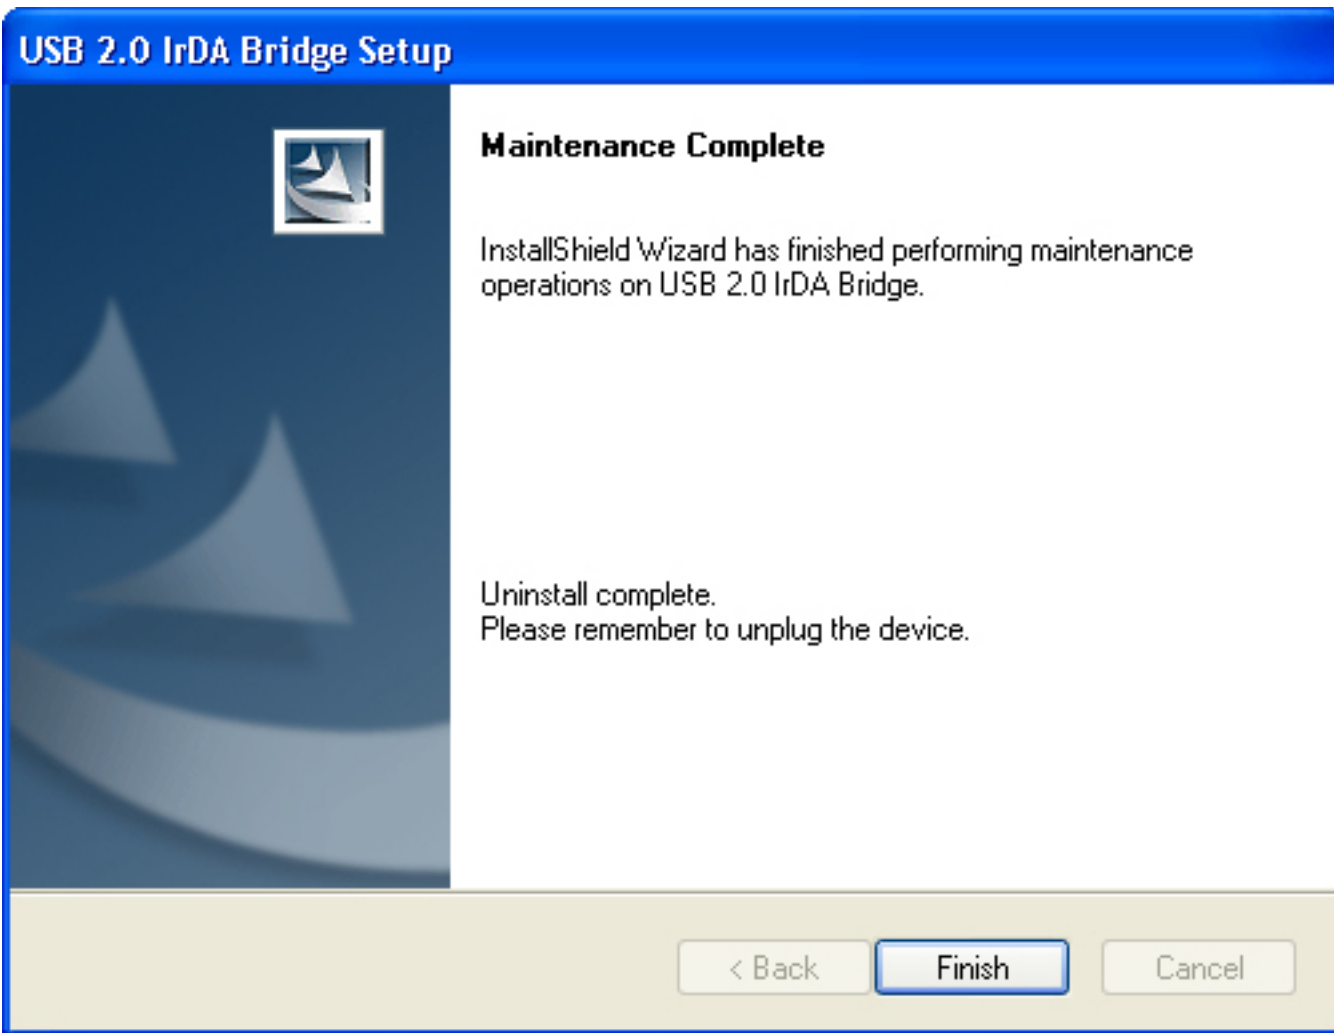 USB 2.0 IrDA Bridge Setup
Maintenance Complete
InstallShield Wizard has finished performing maintenance
operations on USB 2.0 IrDA Bridge.
Uninstall complete.
Please remember to unplug the device.
< Back
Finish
Cancel